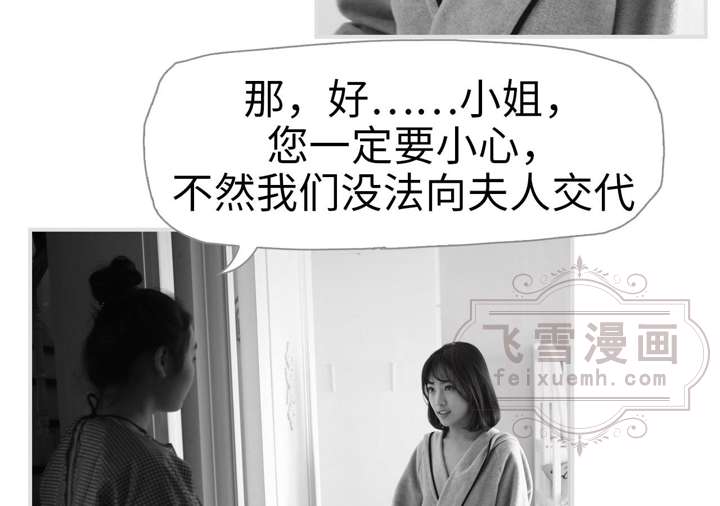 那，好……小姐，
您一定要小心，
不然我们没法向夫人交代
飞雪漫画
feixuemh.com